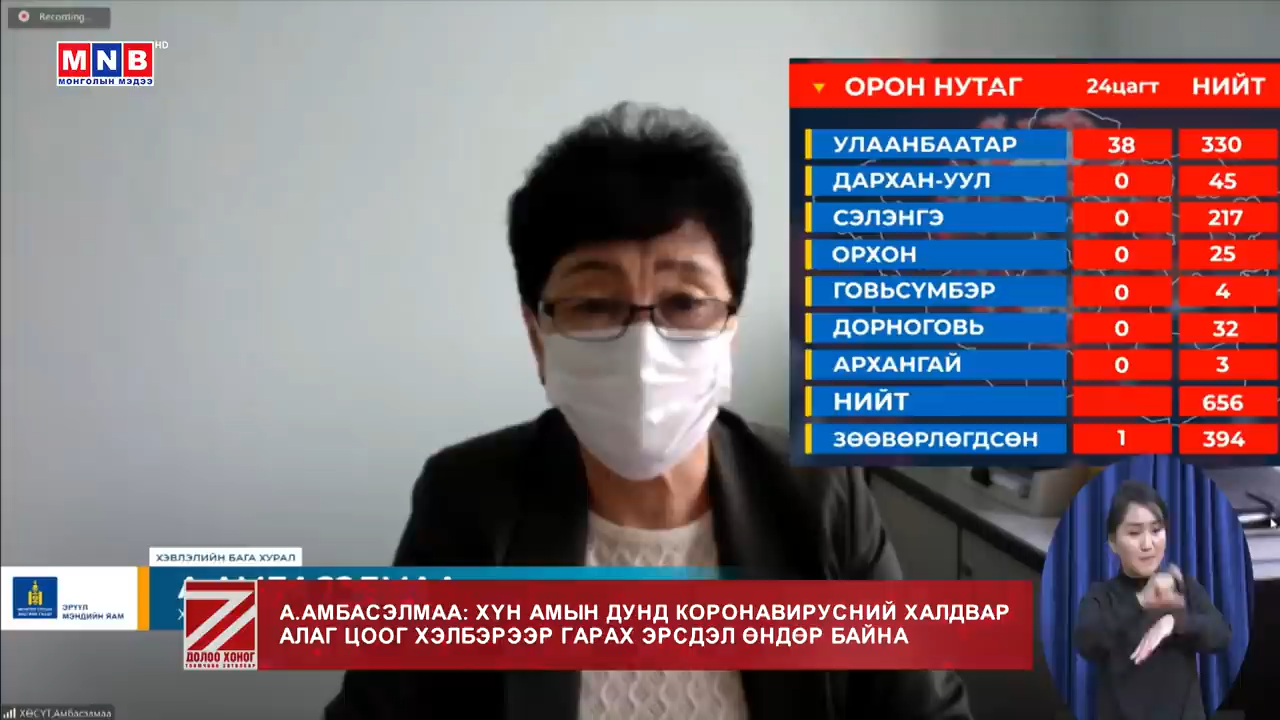 Recording...
MNB HD
МОНГОЛЫН МЭДЭЭ
ОРОН НУТАГ 24цагт НИЙТ
УЛААНБААТАР 38 330
ДАРХАН-УУЛ 0 45
СЭЛЭНГЭ 0 217
ОРХОН 0 25
ГОВЬСҮМБЭР 0 4
ДОРНОГОВЬ 0 32
АРХАНГАЙ 0 3
НИЙТ 656
ЗӨӨВӨРЛӨГДСӨН 1 394
ХЭВЛЭЛИЙН БАГА ХУРАЛ
ЭРҮҮЛ
МЭНДИЙН ЯАМ
7
ДОЛОО ХОНОГ
А.АМБАСЭЛМАА: ХҮН АМЫН ДУНД КОРОНАВИРУСНИЙ ХАЛДВАР
АЛАГ ЦООГ ХЭЛБЭРЭЭР ГАРАХ ЭРСДЭЛ ӨНДӨР БАЙНА
ХӨСҮТ,Амбасэлмаа